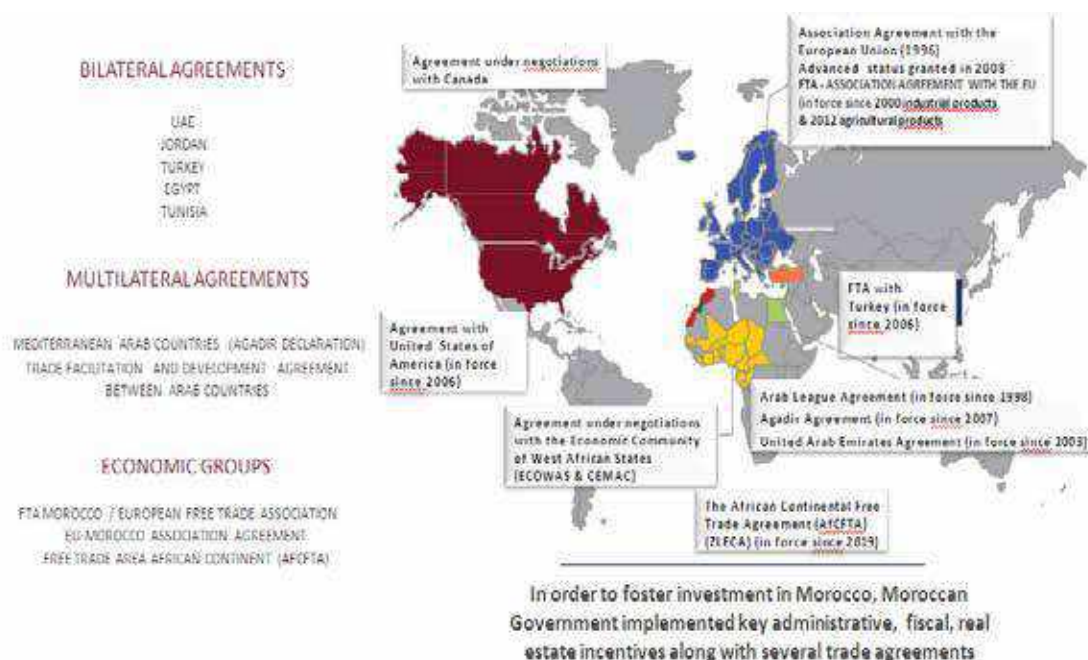 BILATERAL AGREEMENTS
UAE
JORDAN
TURKEY
EGYPT
TUNISIA
MULTILATERAL AGREEMENTS
MEDITERRANEAN ARAB COUNTRIES (AGADIR DECLARATION)
TRADE FACILITATION AND DEVELOPMENT AGREEMENT
BETWEEN ARAB COUNTRIES
ECONOMIC GROUPS
FTA MOROCCO / EUROPEAN FREE TRADE ASSOCIATION
EU-MOROCCO ASSOCIATION AGREEMENT
FREE TRADE AREA AFRICAN CONTINENT (AFCFTA)
Agreement under negotiations
with Canada
Association Agreement with the
European Union (1996)
Advanced status granted in 2008
FTA - ASSOCIATION AGREEMENT WITH THE EU
(in force since 2000 industrial products
& 2012 agricultural products
Agreement with
United States of
America (in force
since 2006)
FTA with
Turkey (in force
since 2006)
Agreement under negotiations
with the Economic Community
of West African States
(ECOWAS & CEMAC)
Arab League Agreement (in force since 1998)
Agadir Agreement (in force since 2007)
United Arab Emirates Agreement (in force since 2003)
The African Continental Free
Trade Agreement (AfCFTA)
(ZLECA) (in force since 2019)
In order to foster investment in Morocco, Moroccan
Government implemented key administrative, fiscal, real
estate incentives along with several trade agreements